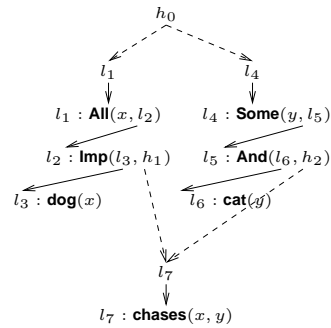 h₀
l₁ l₄
l₁ : All(x, l₂) l₄ : Some(y, l₅)
l₂ : Imp(l₃, h₁) l₅ : And(l₆, h₂)
l₃ : dog(x) l₆ : cat(y)
l₇
l₇ : chases(x, y)